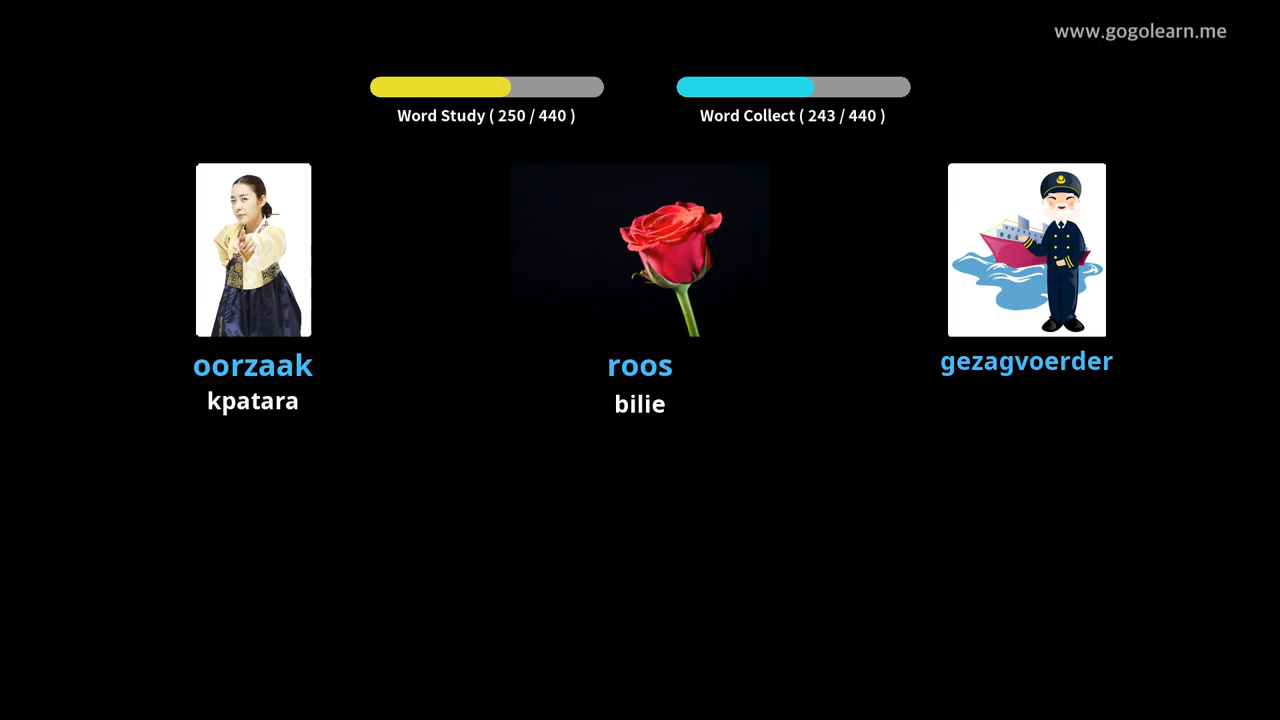 www.gogolearn.me
Word Study ( 250 / 440 )
Word Collect ( 243 / 440 )
oorzaak
kpatara
roos
bilie
gezagvoerder